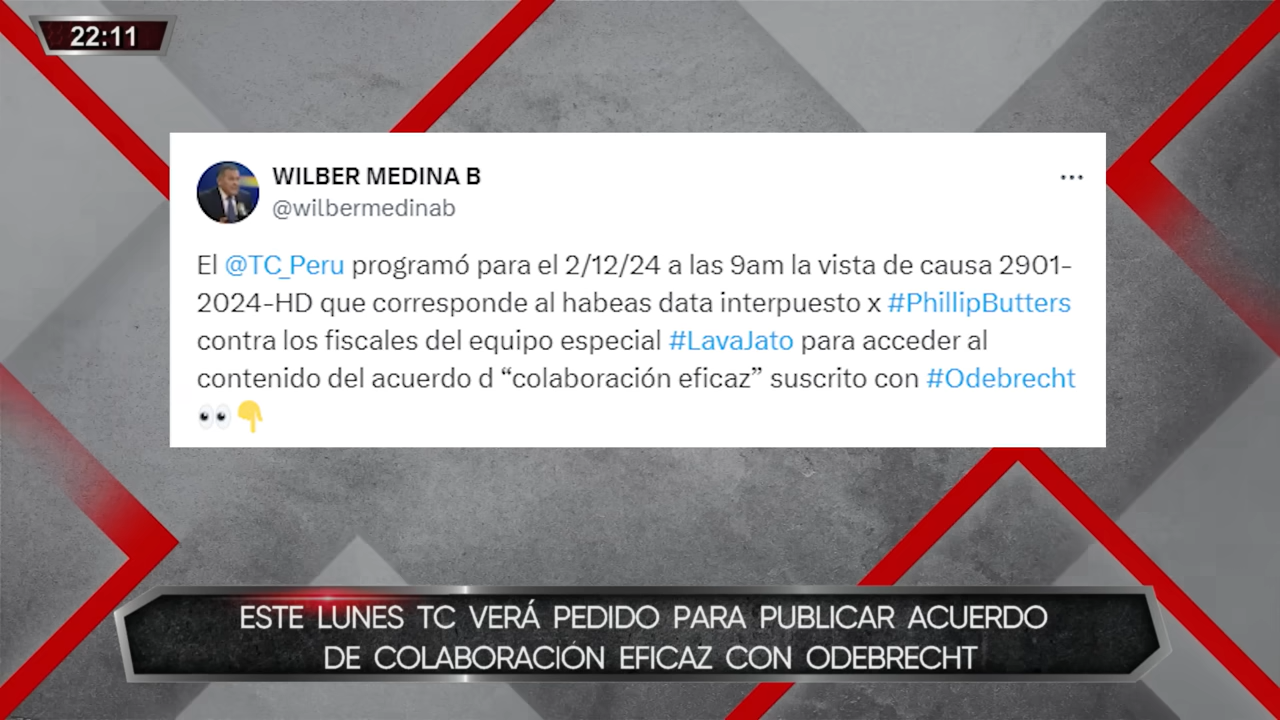 22:11
WILBER MEDINA B
@wilbermedinab
El @TC_Peru programó para el 2/12/24 a las 9am la vista de causa 2901-
2024-HD que corresponde al habeas data interpuesto x #PhillipButters
contra los fiscales del equipo especial #LavaJato para acceder al
contenido del acuerdo d “colaboración eficaz” suscrito con #Odebrecht
👀👇
ESTE LUNES TC VERÁ PEDIDO PARA PUBLICAR ACUERDO
DE COLABORACIÓN EFICAZ CON ODEBRECHT